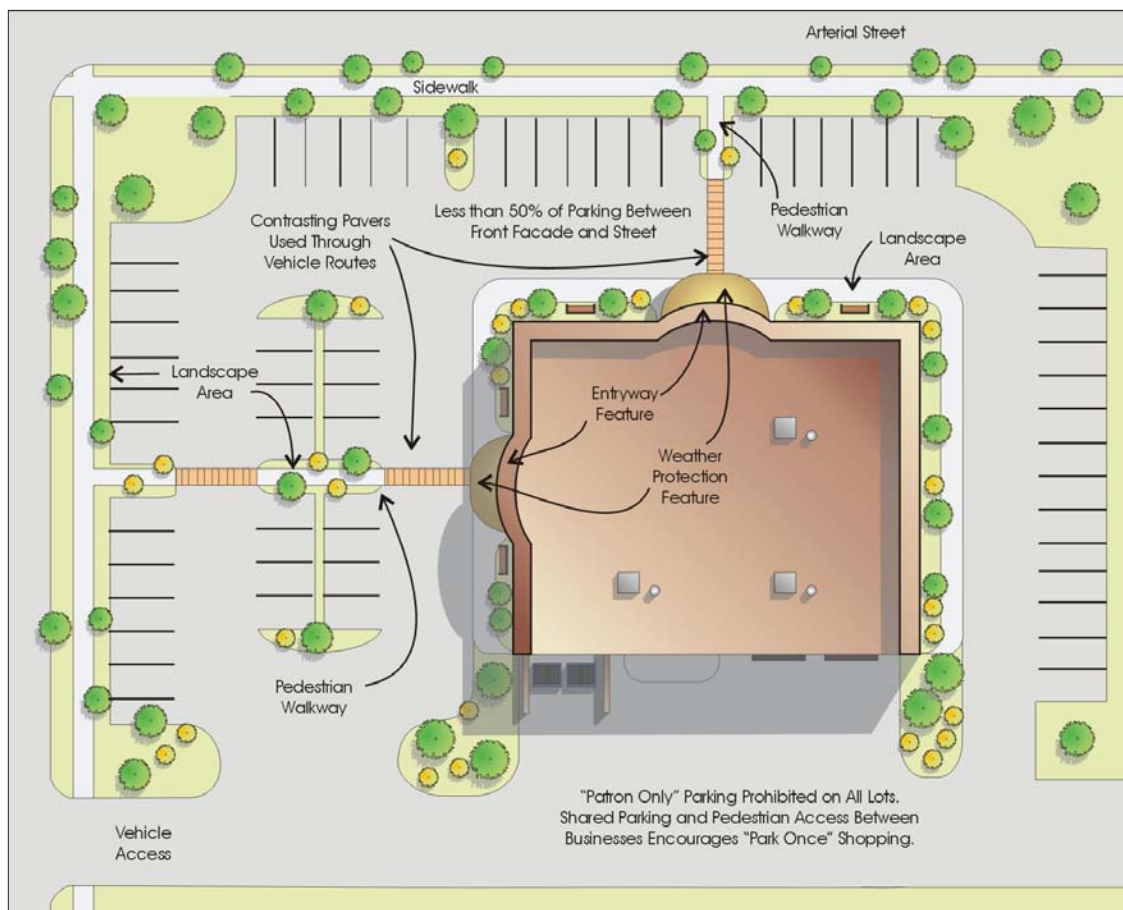 Arterial Street
Sidewalk
Contrasting Pavers
Used Through
Vehicle Routes
Less than 50% of Parking Between
Front Facade and Street
Pedestrian
Walkway
Landscape
Area
Landscape
Area
Entryway
Feature
Weather
Protection
Feature
Pedestrian
Walkway
"Patron Only" Parking Prohibited on All Lots.
Shared Parking and Pedestrian Access Between
Businesses Encourages "Park Once" Shopping.
Vehicle
Access